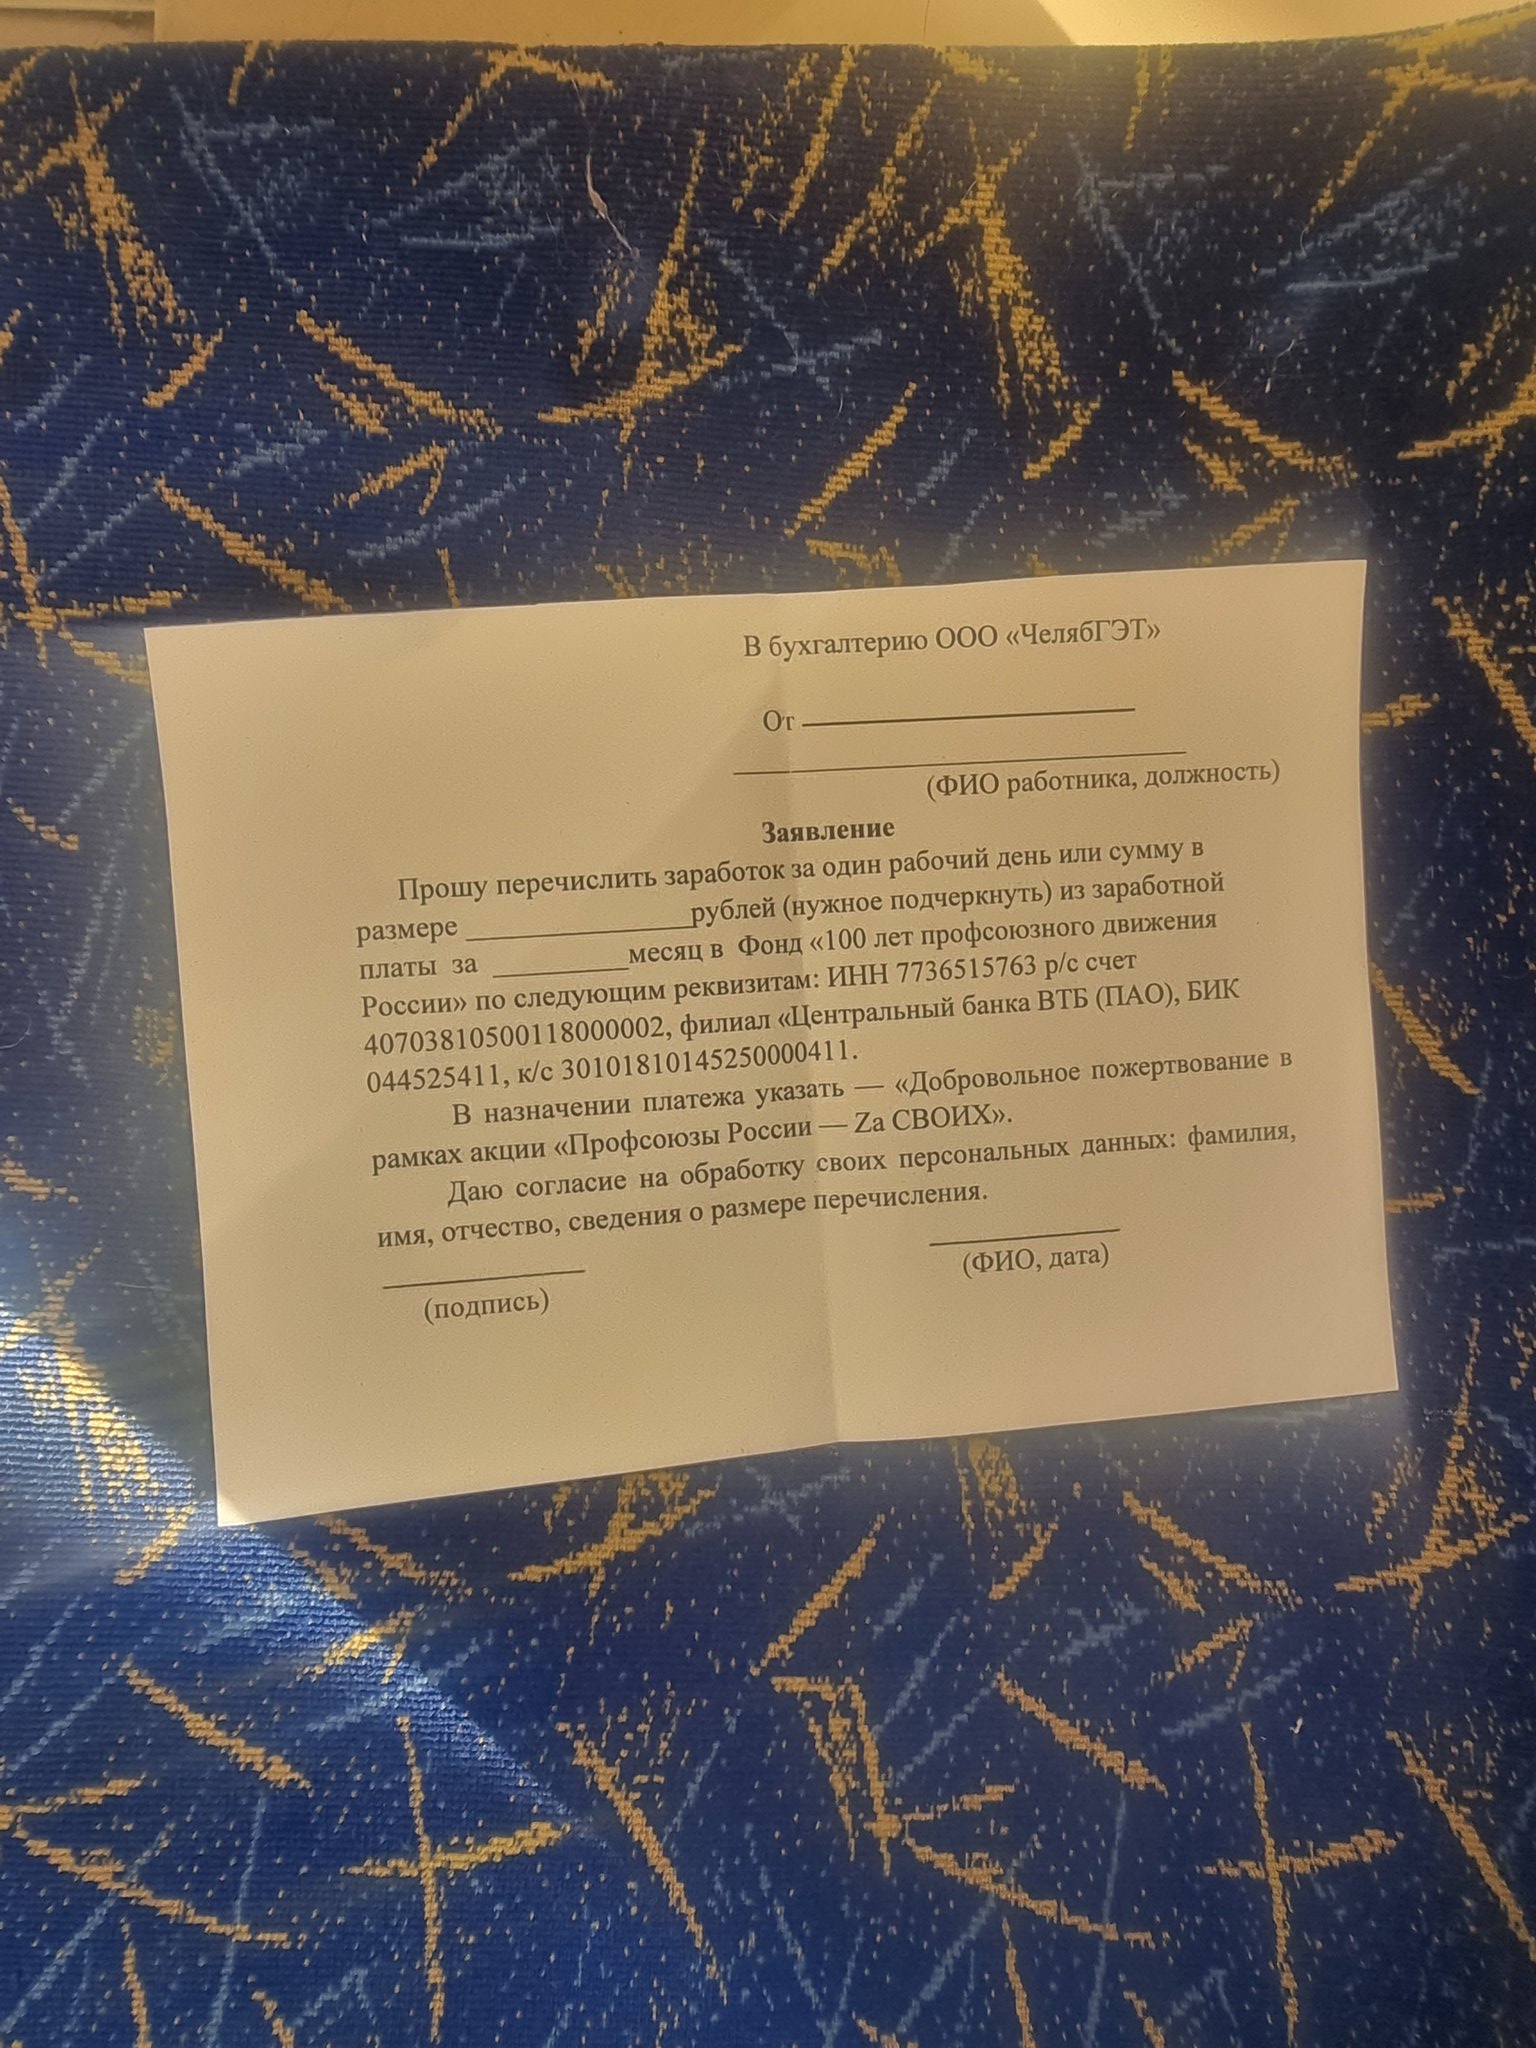 В бухгалтерию ООО «ЧелябГЭТ»
От
(ФИО работника, должность)
Заявление
Прошу перечислить заработок за один рабочий день или сумму в
размере ________________рублей (нужное подчеркнуть) из заработной
платы за __________месяц в Фонд «100 лет профсоюзного движения
России» по следующим реквизитам: ИНН 7736515763 р/с счет
40703810500118000002, филиал «Центральный банка ВТБ (ПАО), БИК
044525411, к/с 30101810145250000411.
В назначении платежа указать — «Добровольное пожертвование в
рамках акции «Профсоюзы России — Zа СВОИХ».
Даю согласие на обработку своих персональных данных: фамилия,
имя, отчество, сведения о размере перечисления.
(подпись) (ФИО, дата)